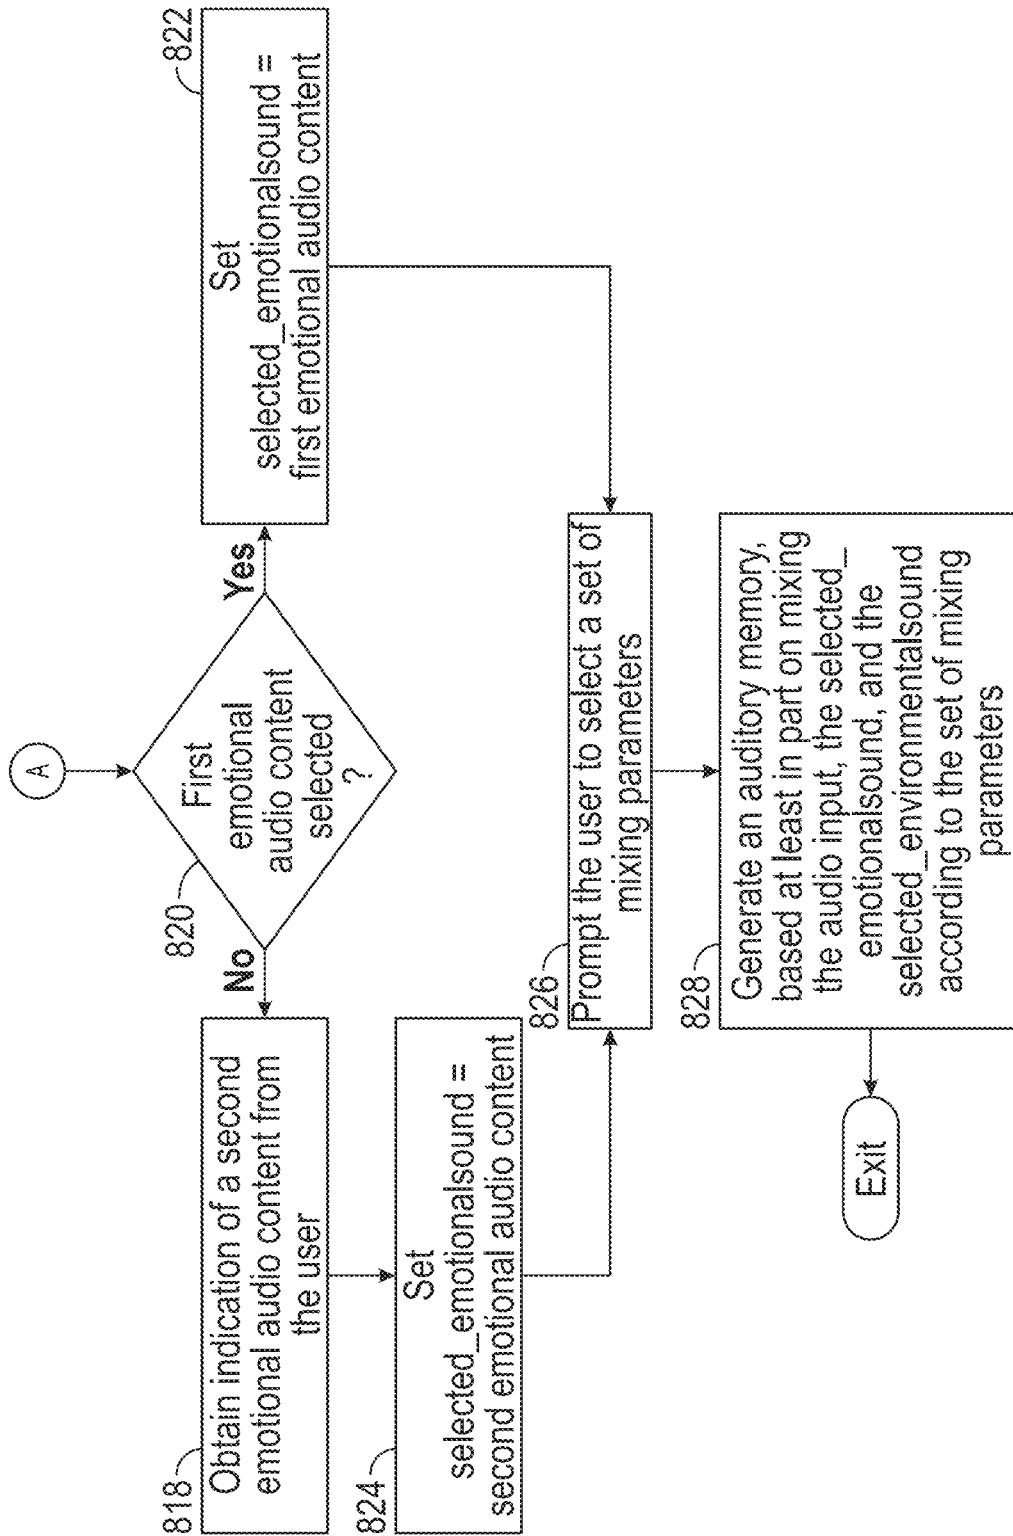 A
820
First
emotional
audio content
selected
?
Yes
No
822
Set
selected_emotionalsound =
first emotional audio content
818
Obtain indication of a second
emotional audio content from
the user
824
Set
selected_emotionalsound =
second emotional audio content
826
Prompt the user to select a set of
mixing parameters
828
Generate an auditory memory,
based at least in part on mixing
the audio input, the selected_
emotionalsound, and the
selected_environmentalsound
according to the set of mixing
parameters
Exit